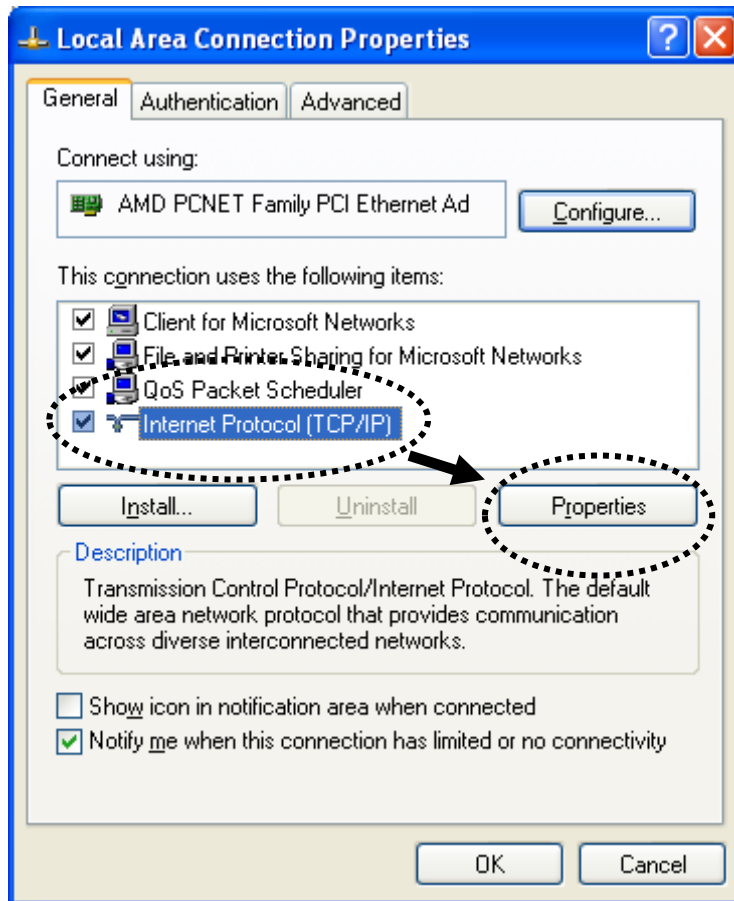 Local Area Connection Properties
General Authentication Advanced
Connect using:
AMD PCNET Family PCI Ethernet Ad
Configure...
This connection uses the following items:
Client for Microsoft Networks
File and Printer Sharing for Microsoft Networks
QoS Packet Scheduler
Internet Protocol (TCP/IP)
Install... Uninstall Properties
Description
Transmission Control Protocol/Internet Protocol. The default
wide area network protocol that provides communication
across diverse interconnected networks.
Show icon in notification area when connected
Notify me when this connection has limited or no connectivity
OK Cancel